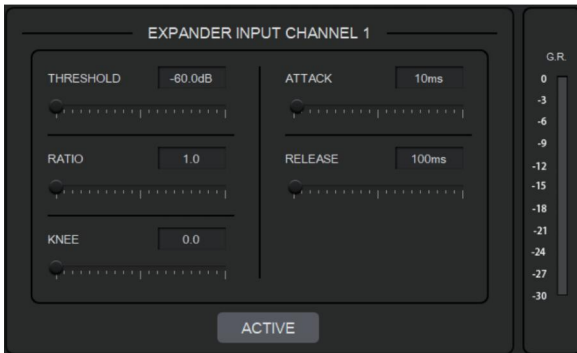 EXPANDER INPUT CHANNEL 1
THRESHOLD -60.0dB
RATIO 1.0
KNEE 0.0
ATTACK 10ms
RELEASE 100ms
ACTIVE
G.R.
0
-3
-6
-9
-12
-15
-18
-21
-24
-27
-30